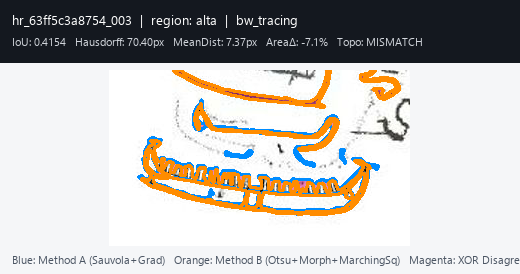 hr_63ff5c3a8754_003 | region: alta | bw_tracing
IoU: 0.4154 Hausdorff: 70.40px MeanDist: 7.37px AreaΔ: -7.1% Topo: MISMATCH
Blue: Method A (Sauvola+Grad) Orange: Method B (Otsu+Morph+MarchingSq) Magenta: XOR Disagre